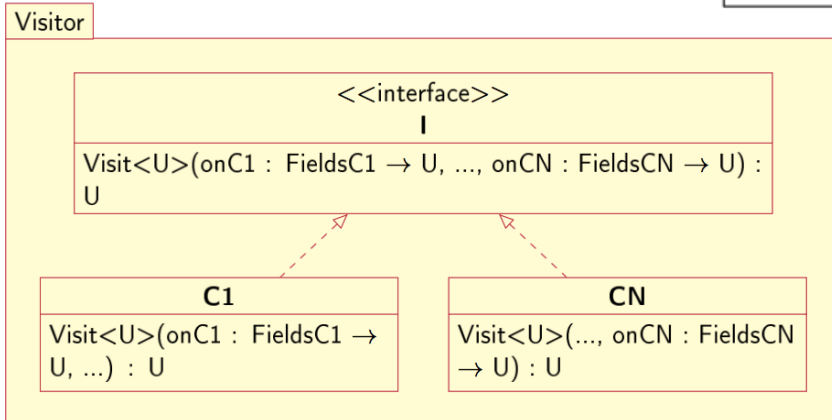 Visitor
<<interface>>
I
Visit<U>(onC1 : FieldsC1 → U, ..., onCN : FieldsCN → U) :
U
C1
Visit<U>(onC1 : FieldsC1 →
U, ...) : U
CN
Visit<U>(..., onCN : FieldsCN
→ U) : U